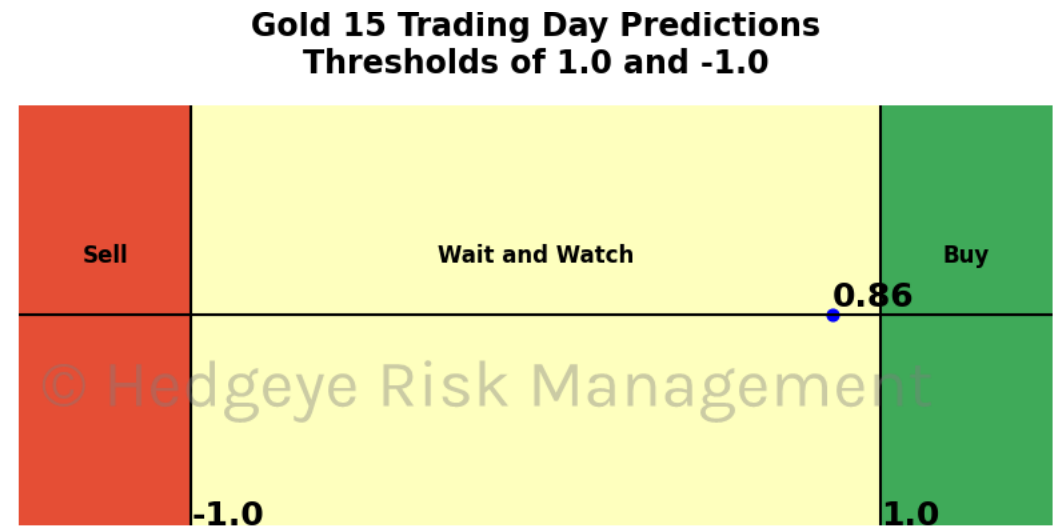 Gold 15 Trading Day Predictions
Thresholds of 1.0 and -1.0
Sell
Wait and Watch
Buy
0.86
© Hedgeye Risk Management
-1.0
1.0